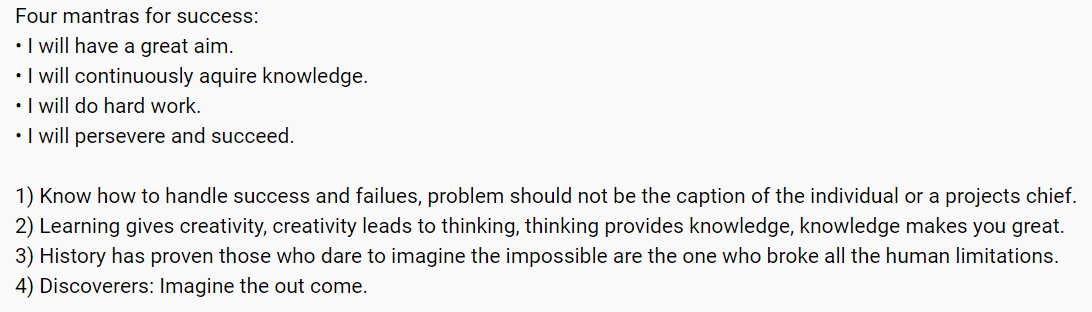 Four mantras for success:
• I will have a great aim.
• I will continuously aquire knowledge.
• I will do hard work.
• I will persevere and succeed.
1) Know how to handle success and failues, problem should not be the caption of the individual or a projects chief.
2) Learning gives creativity, creativity leads to thinking, thinking provides knowledge, knowledge makes you great.
3) History has proven those who dare to imagine the impossible are the one who broke all the human limitations.
4) Discoverers: Imagine the out come.